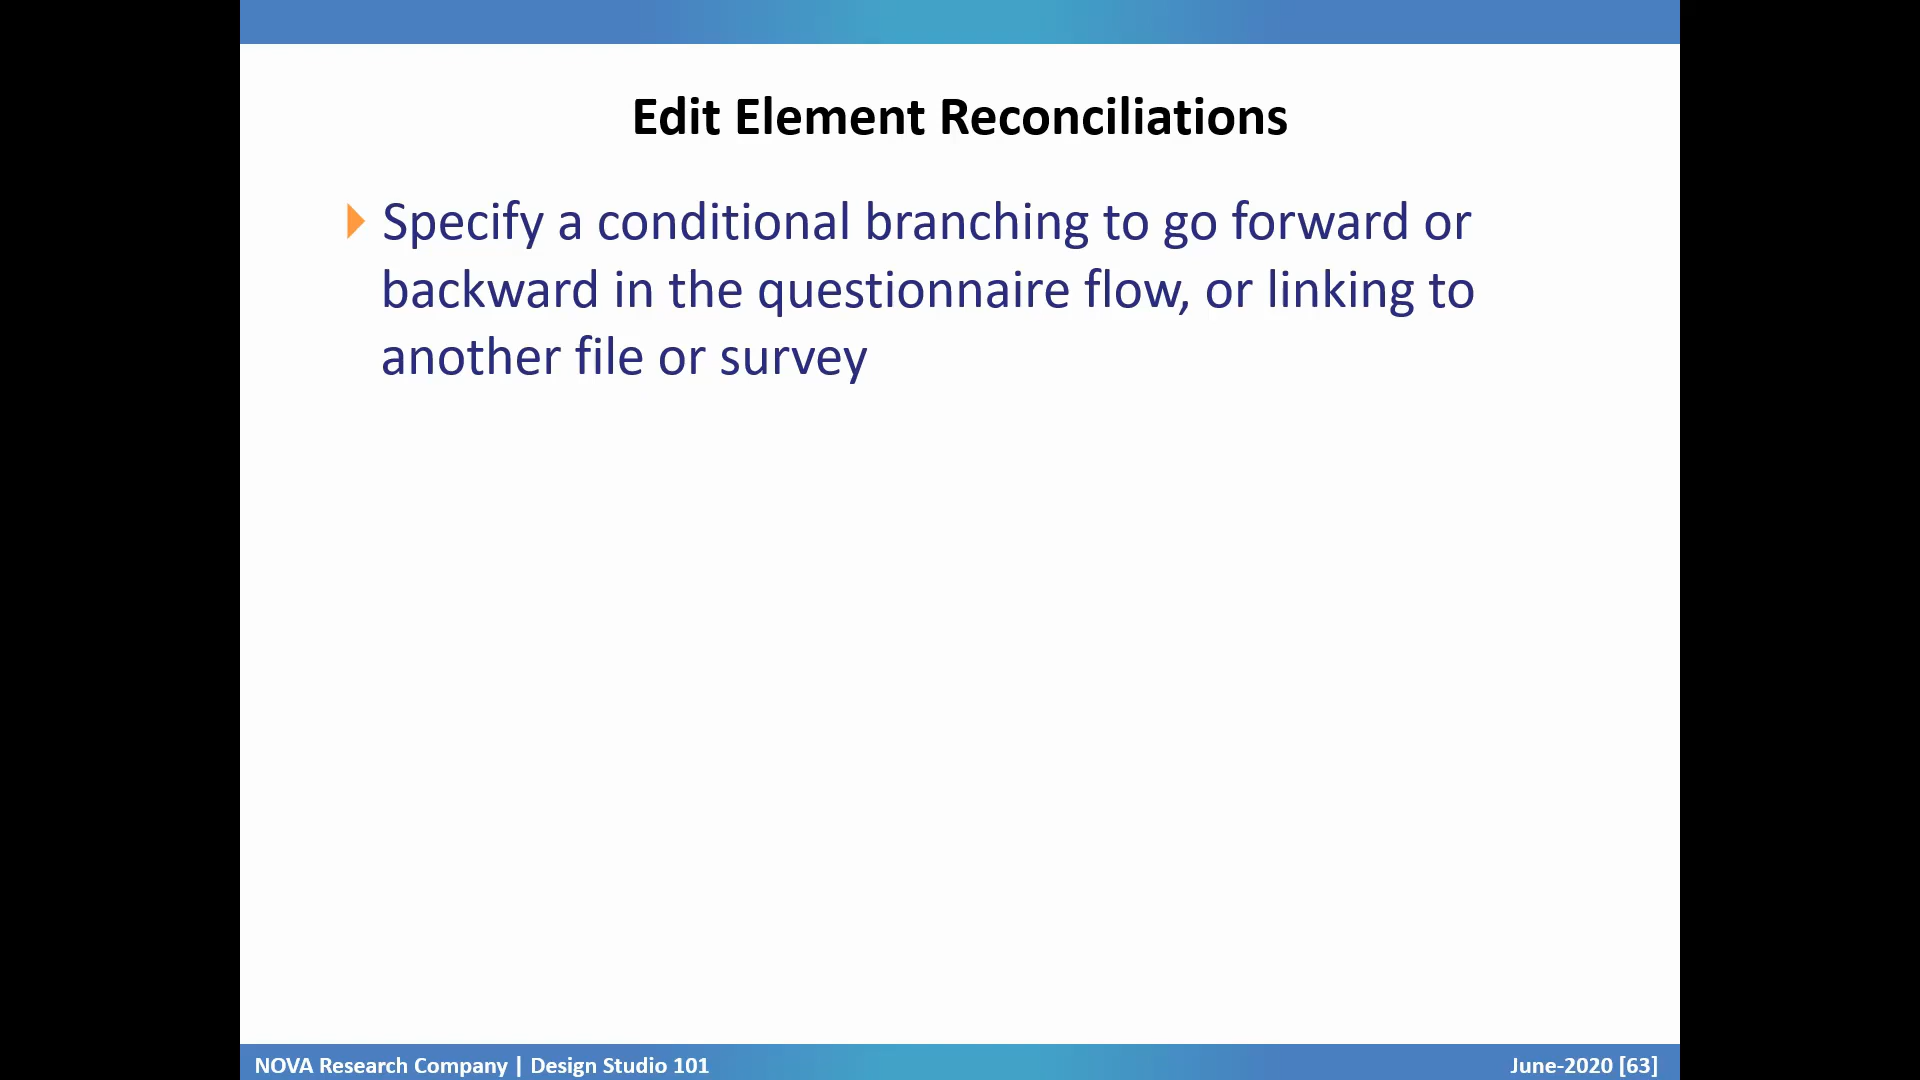 Edit Element Reconciliations
Specify a conditional branching to go forward or
backward in the questionnaire flow, or linking to
another file or survey
NOVA Research Company | Design Studio 101
June-2020 [63]